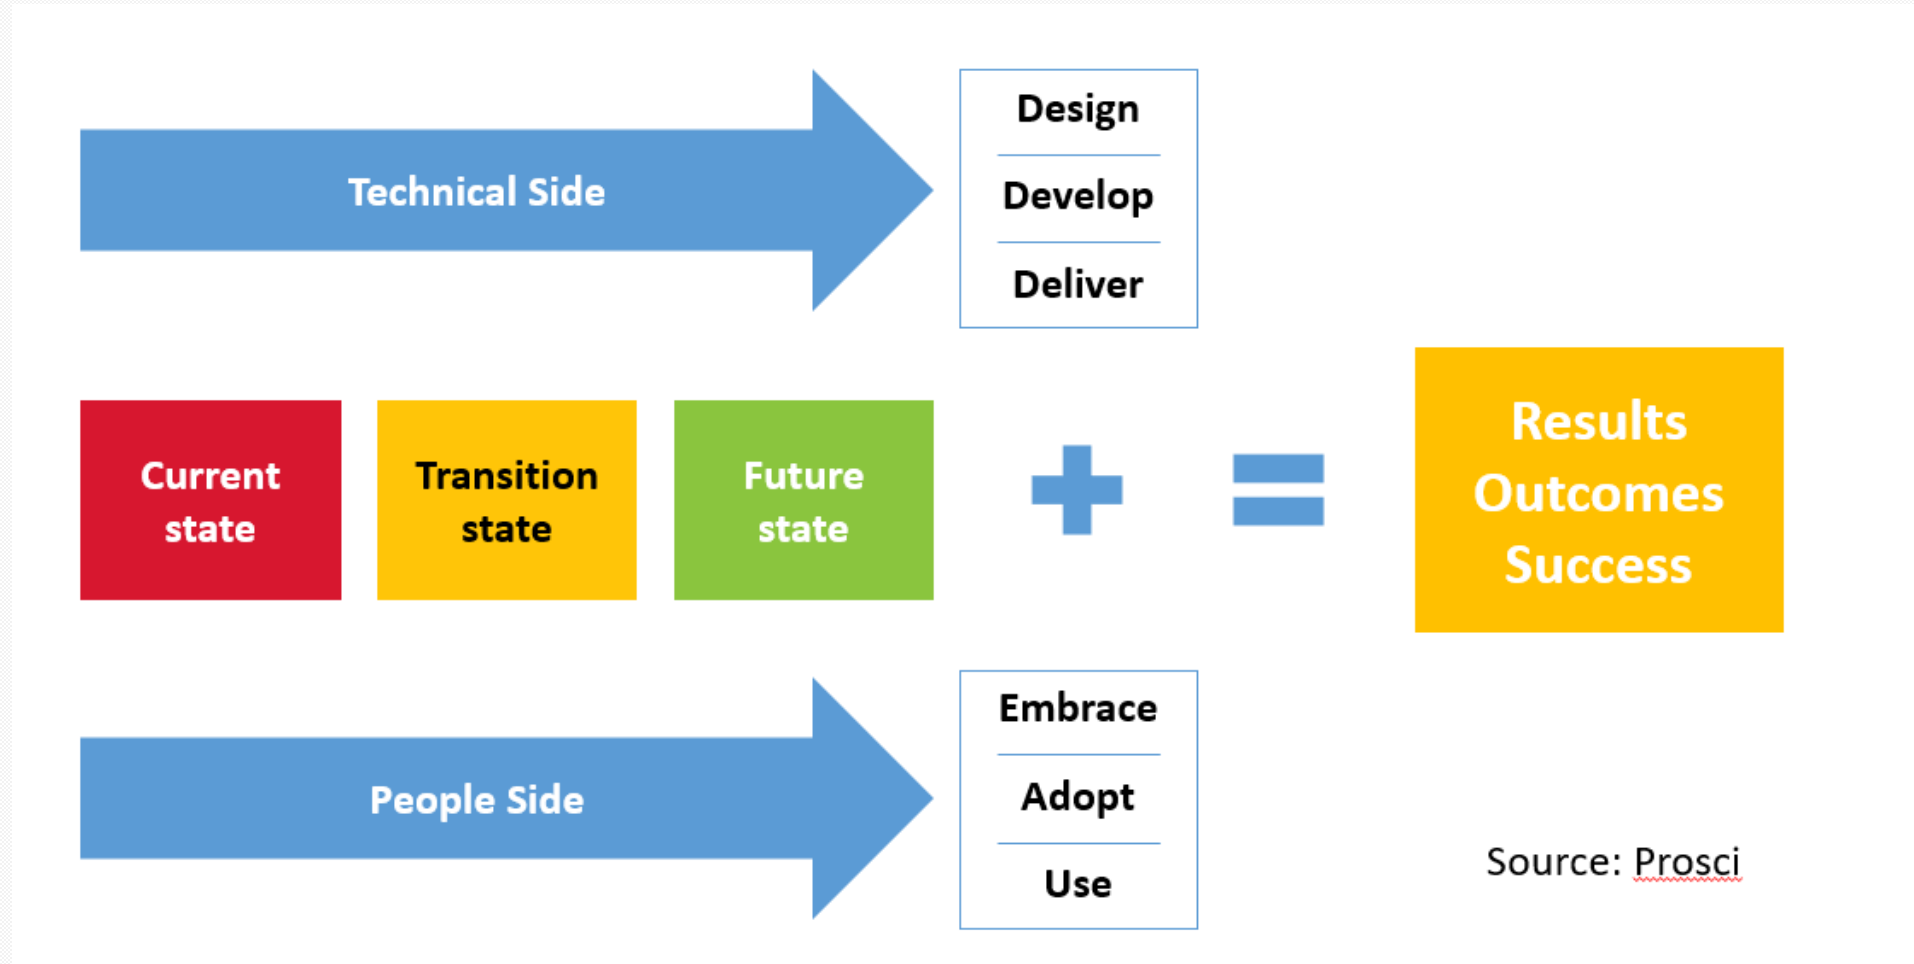 Technical Side
Design
Develop
Deliver
Current
state
Transition
state
Future
state
Results
Outcomes
Success
People Side
Embrace
Adopt
Use
Source: Prosci